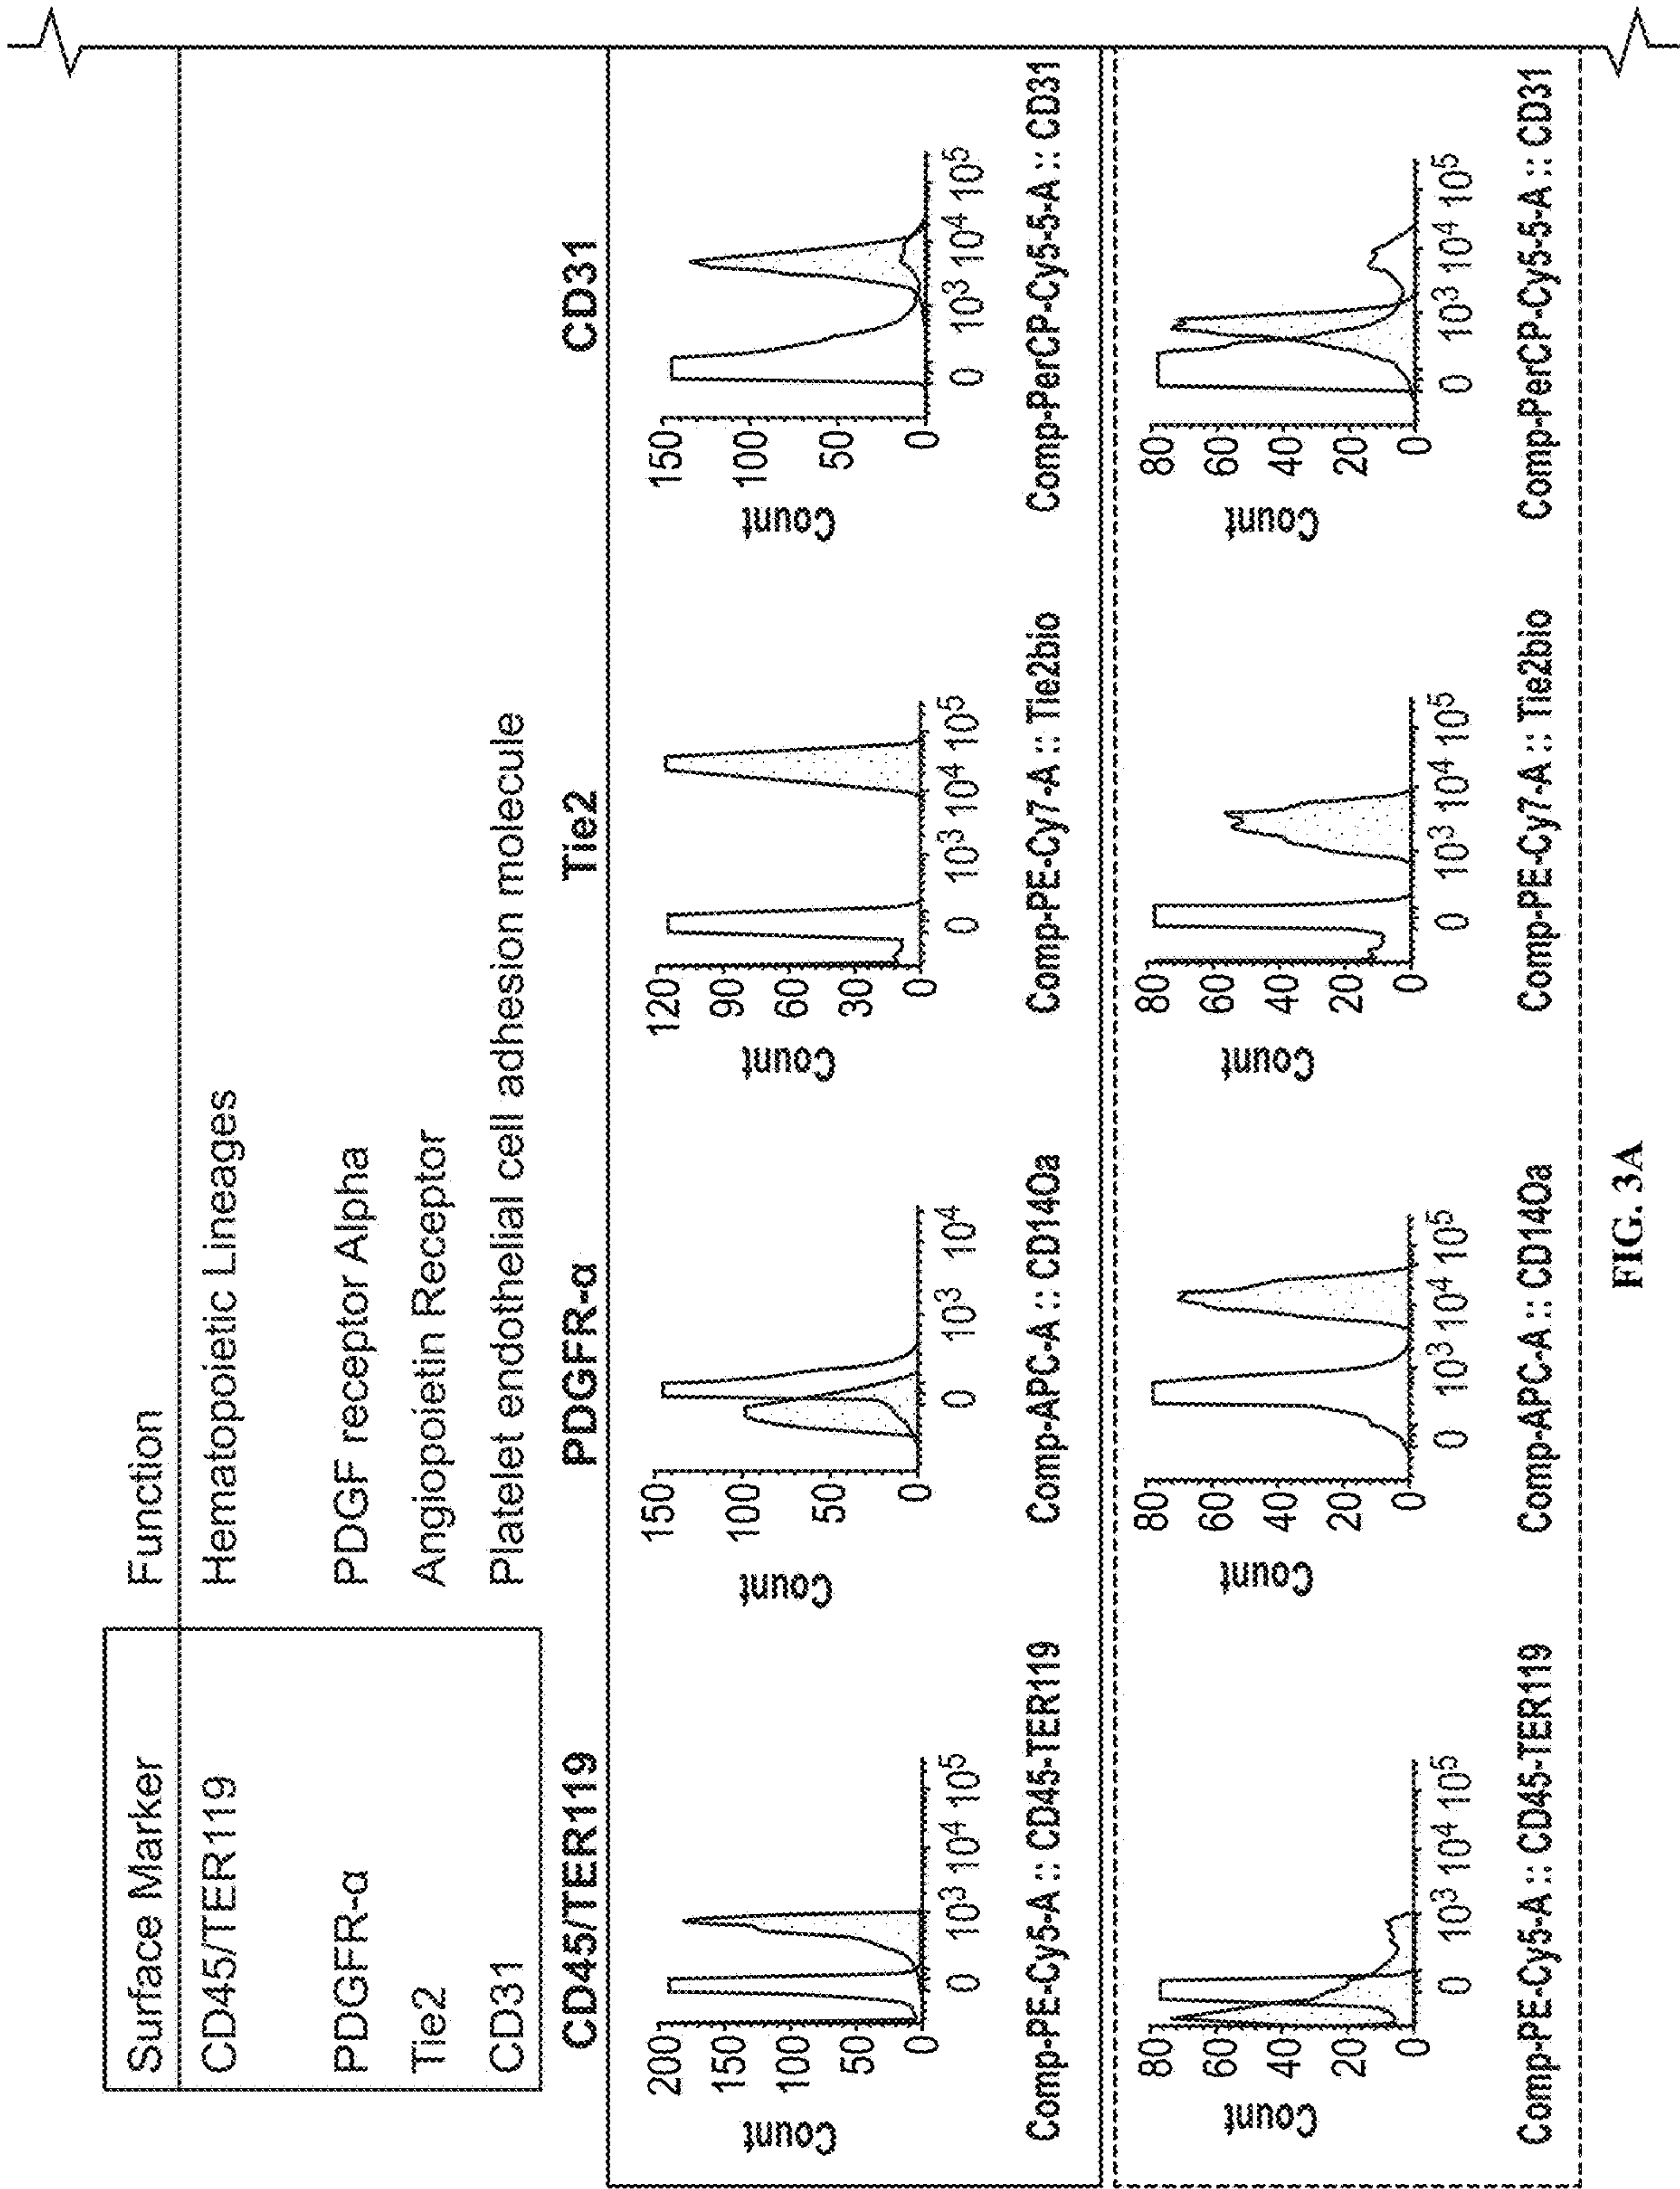 Surface Marker Function
CD45/TER119 Hematopoietic Lineages
PDGFR-α PDGF receptor Alpha
Tie2 Angiopoietin Receptor
CD31 Platelet endothelial cell adhesion molecule
CD45/TER119 PDGFR-α Tie2 CD31
Count
200
150
100
50
0
0 10³ 10⁴ 10⁵
Comp-PE-Cy5-A :: CD45-TER119
Count
150
100
50
0
0 10³ 10⁴
Comp-APC-A :: CD140a
Count
120
90
60
30
0
0 10³ 10⁴ 10⁵
Comp-PE-Cy7-A :: Tie2bio
Count
150
100
50
0
0 10³ 10⁴ 10⁵
Comp-PerCP-Cy5-5-A :: CD31
Count
80
60
40
20
0
0 10³ 10⁴ 10⁵
Comp-PE-Cy5-A :: CD45-TER119
Count
80
60
40
20
0
0 10³ 10⁴ 10⁵
Comp-APC-A :: CD140a
Count
80
60
40
20
0
0 10³ 10⁴ 10⁵
Comp-PE-Cy7-A :: Tie2bio
Count
80
60
40
20
0
0 10³ 10⁴ 10⁵
Comp-PerCP-Cy5-5-A :: CD31
FIG. 3A